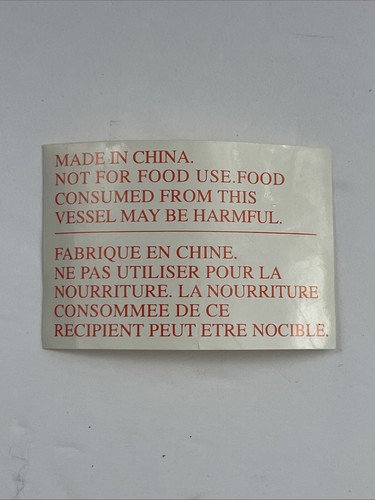 MADE IN CHINA.
NOT FOR FOOD USE.FOOD
CONSUMED FROM THIS
VESSEL MAY BE HARMFUL.
FABRIQUE EN CHINE.
NE PAS UTILISER POUR LA
NOURRITURE. LA NOURRITURE
CONSOMMEE DE CE
RECIPIENT PEUT ETRE NOCIBLE.